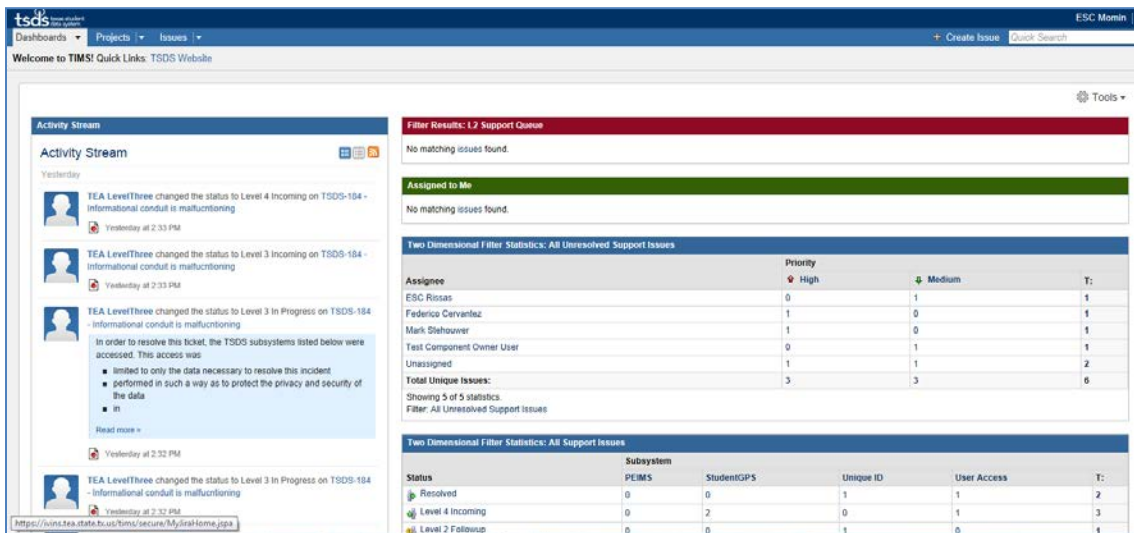 tsds texas student data system
ESC Momin
Dashboards Projects Issues
+ Create Issue Quick Search
Welcome to TIMS! Quick Links: TSDS Website
Tools
Activity Stream
Activity Stream
Yesterday
TEA LevelThree changed the status to Level 4 Incoming on TSDS-184 -
Informational conduit is malfucntioning
Yesterday at 2:33 PM
TEA LevelThree changed the status to Level 3 Incoming on TSDS-184 -
Informational conduit is malfucntioning
Yesterday at 2:33 PM
TEA LevelThree changed the status to Level 3 In Progress on TSDS-184
- Informational conduit is malfucntioning
In order to resolve this ticket, the TSDS subsystems listed below were
accessed. This access was
■ limited to only the data necessary to resolve this incident
■ performed in such a way as to protect the privacy and security of
the data
■ in
Read more »
Yesterday at 2:32 PM
TEA LevelThree changed the status to Level 3 In Progress on TSDS-184
- Informational conduit is malfucntioning
Yesterday at 2:32 PM
https://ivins.tea.state.tx.us/tims/secure/MyJiraHome.jspa
Filter Results: L2 Support Queue
No matching issues found.
Assigned to Me
No matching issues found.
Two Dimensional Filter Statistics: All Unresolved Support Issues
Priority
Assignee High Medium T:
ESC Rissas 0 1 1
Federico Cervantez 1 0 1
Mark Stehouwer 1 0 1
Test Component Owner User 0 1 1
Unassigned 1 1 2
Total Unique Issues: 3 3 6
Showing 5 of 5 statistics.
Filter: All Unresolved Support Issues
Two Dimensional Filter Statistics: All Support Issues
Subsystem
Status PEIMS StudentGPS Unique ID User Access T:
Resolved 0 0 1 1 2
Level 4 Incoming 0 2 0 1 3
Level 2 Followup 0 0 1 0 1